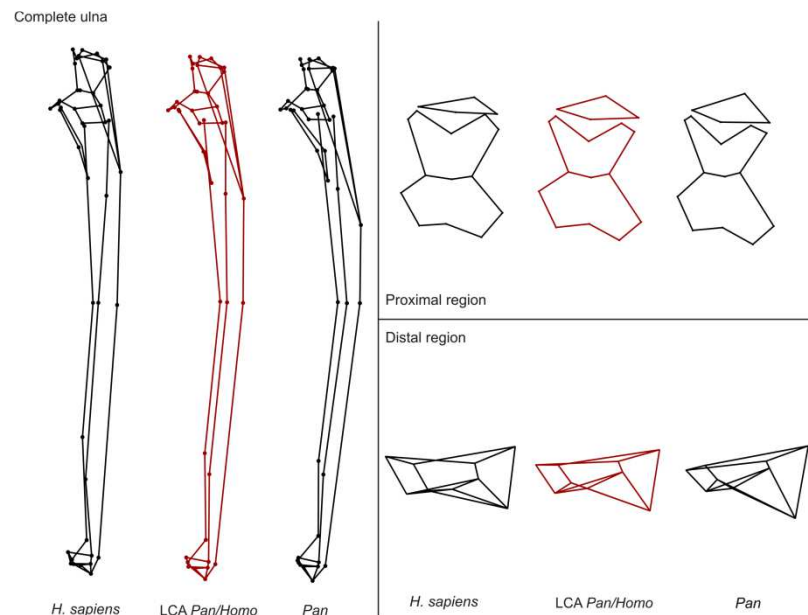 Complete ulna
H. sapiens
LCA Pan/Homo
Pan
Proximal region
Distal region
H. sapiens
LCA Pan/Homo
Pan